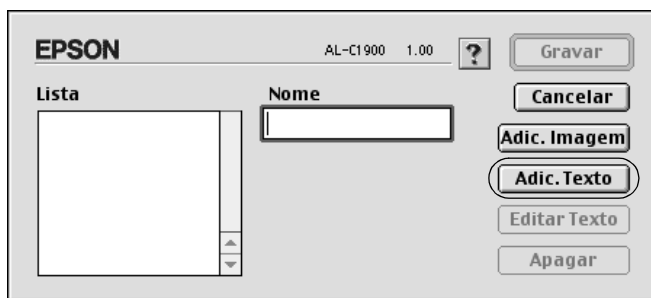 EPSON AL-C1900 1.00 ? Gravar
Lista Nome Cancelar
Adic. Imagem
Adic. Texto
Editar Texto
Apagar